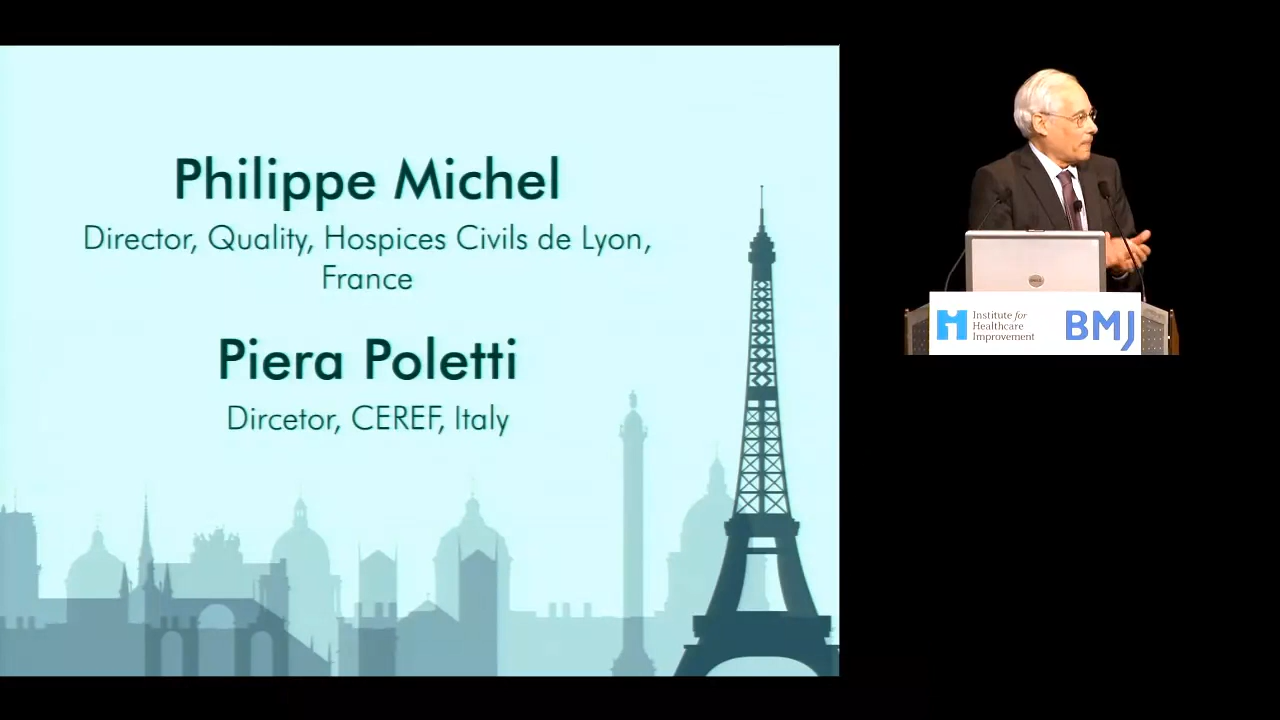 Philippe Michel
Director, Quality, Hospices Civils de Lyon,
France
Piera Poletti
Dircetor, CEREF, Italy
Institute for
Healthcare
Improvement
BMJ